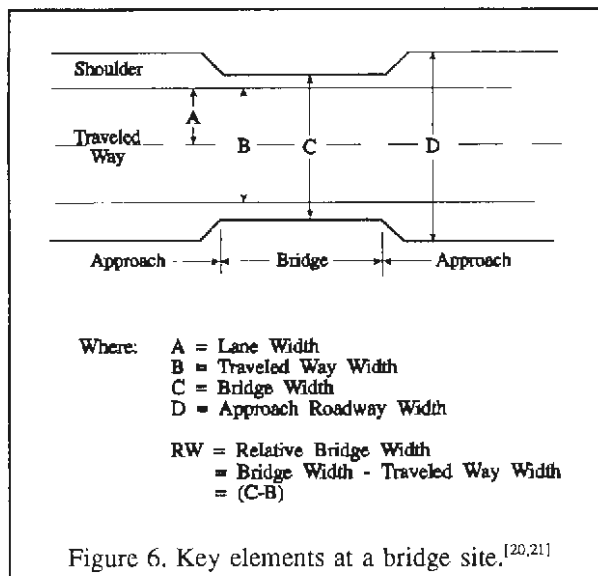 Shoulder
A
Traveled
Way
B
C
D
Approach
Bridge
Approach
Where: A = Lane Width
B = Traveled Way Width
C = Bridge Width
D = Approach Roadway Width
RW = Relative Bridge Width
= Bridge Width - Traveled Way Width
= (C-B)
Figure 6. Key elements at a bridge site.[20,21]